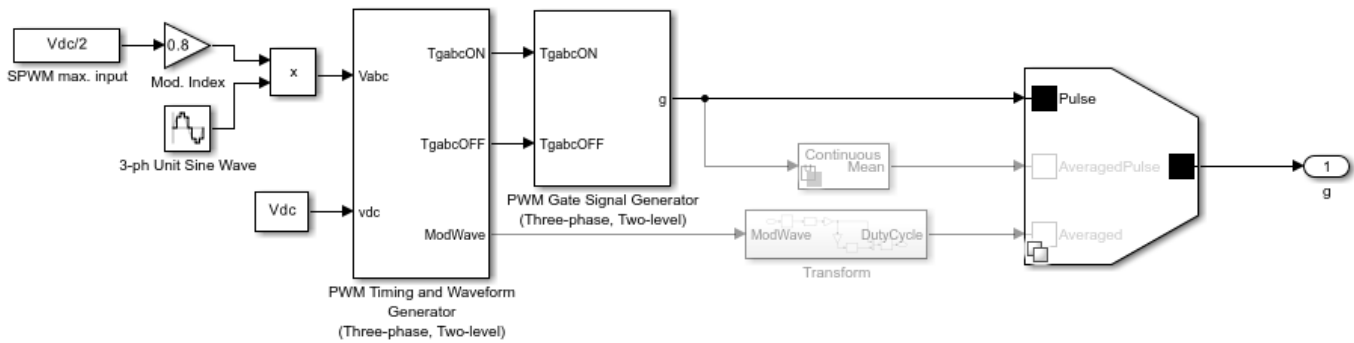 Vdc/2
SPWM max. input
0.8
Mod. Index
x
3-ph Unit Sine Wave
Vdc
Vabc
vdc
TgabcON
TgabcOFF
ModWave
PWM Timing and Waveform
Generator
(Three-phase, Two-level)
TgabcON
TgabcOFF
g
PWM Gate Signal Generator
(Three-phase, Two-level)
Continuous
Mean
ModWave
DutyCycle
Transform
Pulse
AveragedPulse
Averaged
1
g